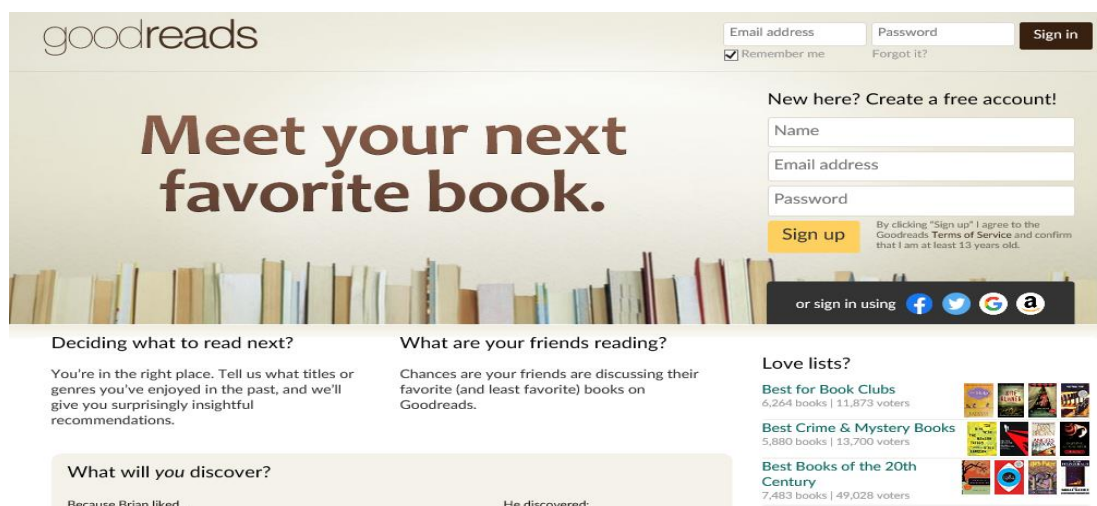 goodreads
Email address
Password
Sign in
Remember me
Forgot it?
Meet your next
favorite book.
New here? Create a free account!
Name
Email address
Password
Sign up
By clicking "Sign up" I agree to the
Goodreads Terms of Service and confirm
that I am at least 13 years old.
or sign in using
Deciding what to read next?
You're in the right place. Tell us what titles or
genres you've enjoyed in the past, and we'll
give you surprisingly insightful
recommendations.
What are your friends reading?
Chances are your friends are discussing their
favorite (and least favorite) books on
Goodreads.
What will you discover?
Because Brian liked
He discovered:
Love lists?
Best for Book Clubs
6,264 books | 11,873 voters
Best Crime & Mystery Books
5,880 books | 13,700 voters
Best Books of the 20th
Century
7,483 books | 49,028 voters